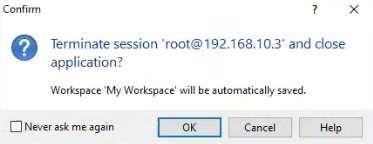 Confirm
? ×
Terminate session 'root@192.168.10.3' and close
application?
Workspace 'My Workspace' will be automatically saved.
Never ask me again
OK
Cancel
Help